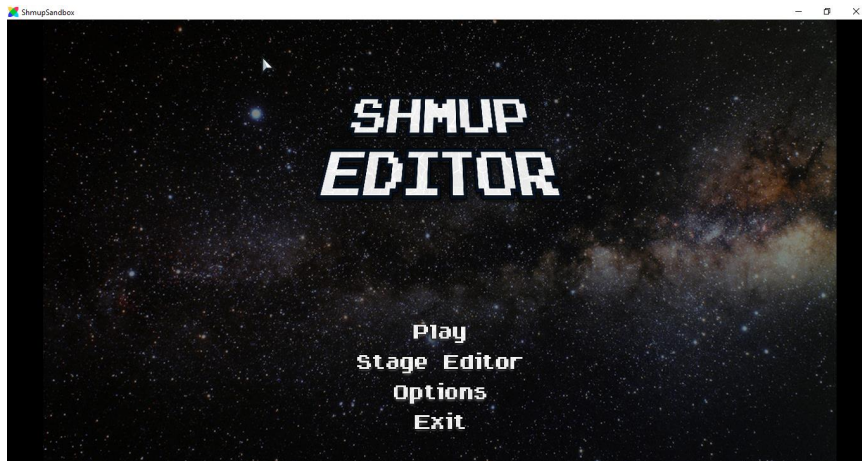 ShmupSandbox
SHMUP
EDITOR
Play
Stage Editor
Options
Exit